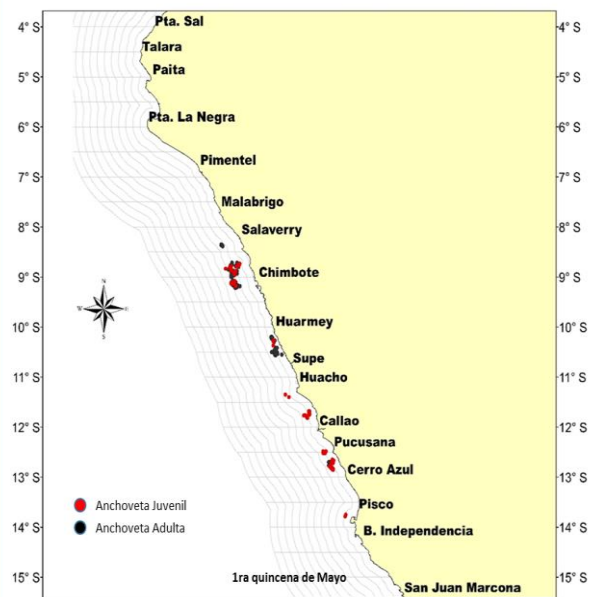 Pta. Sal
4° S
4° S
Talara
Paita
5° S
5° S
Pta. La Negra
6° S
6° S
Pimentel
7° S
7° S
Malabrigo
8° S
8° S
Salaverry
Chimbote
9° S
9° S
N
W
E
S
Huarmey
10° S
10° S
Supe
Huacho
11° S
11° S
Callao
12° S
12° S
Pucusana
Cerro Azul
13° S
13° S
Anchoveta Juvenil
Pisco
Anchoveta Adulta
14° S
14° S
B. Independencia
1ra quincena de Mayo
15° S
15° S
San Juan Marcona